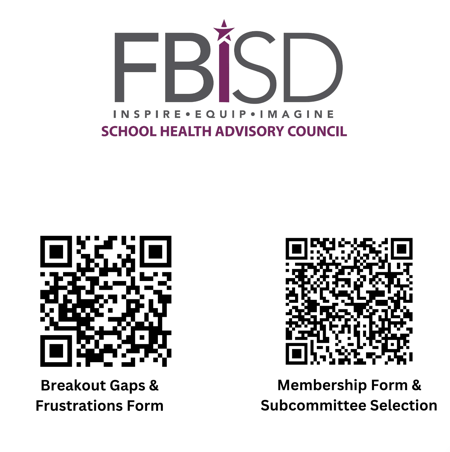 FBISD
INSPIRE•EQUIP•IMAGINE
SCHOOL HEALTH ADVISORY COUNCIL
Breakout Gaps &
Frustrations Form
Membership Form &
Subcommittee Selection